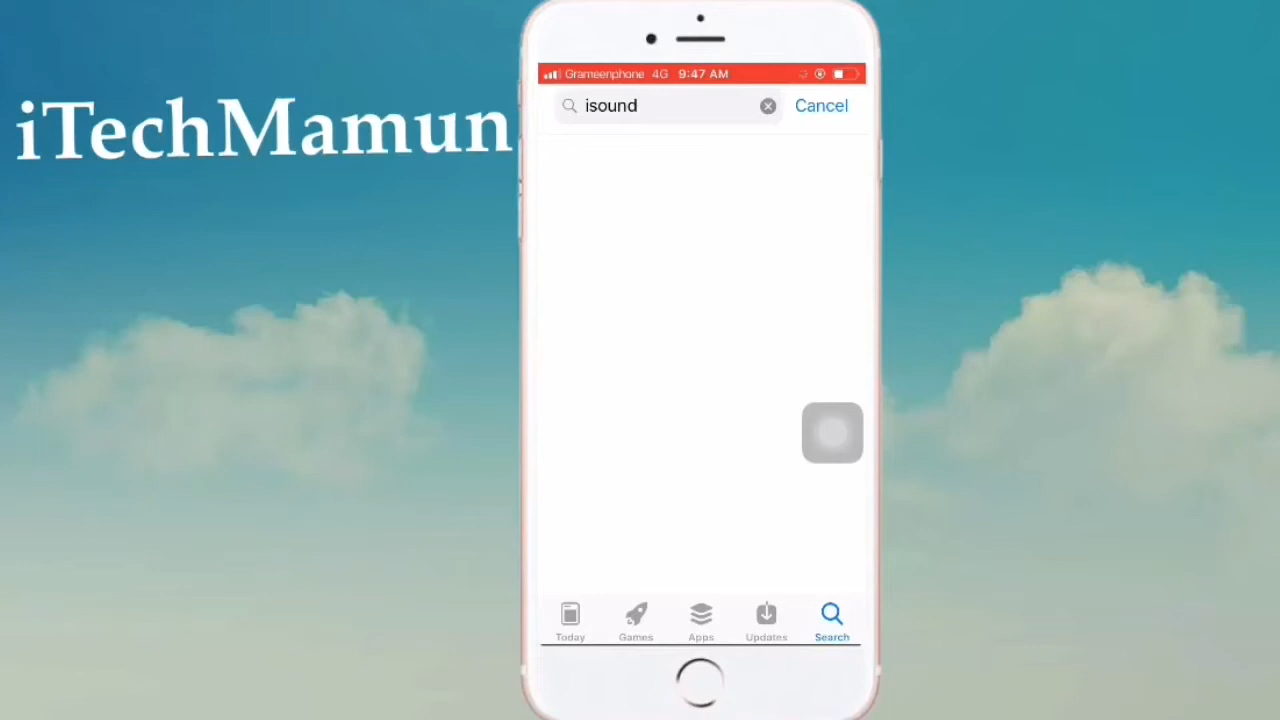 iTechMamun
Grameenphone 4G 9:47 AM
isound
Cancel
Today Games Apps Updates Search